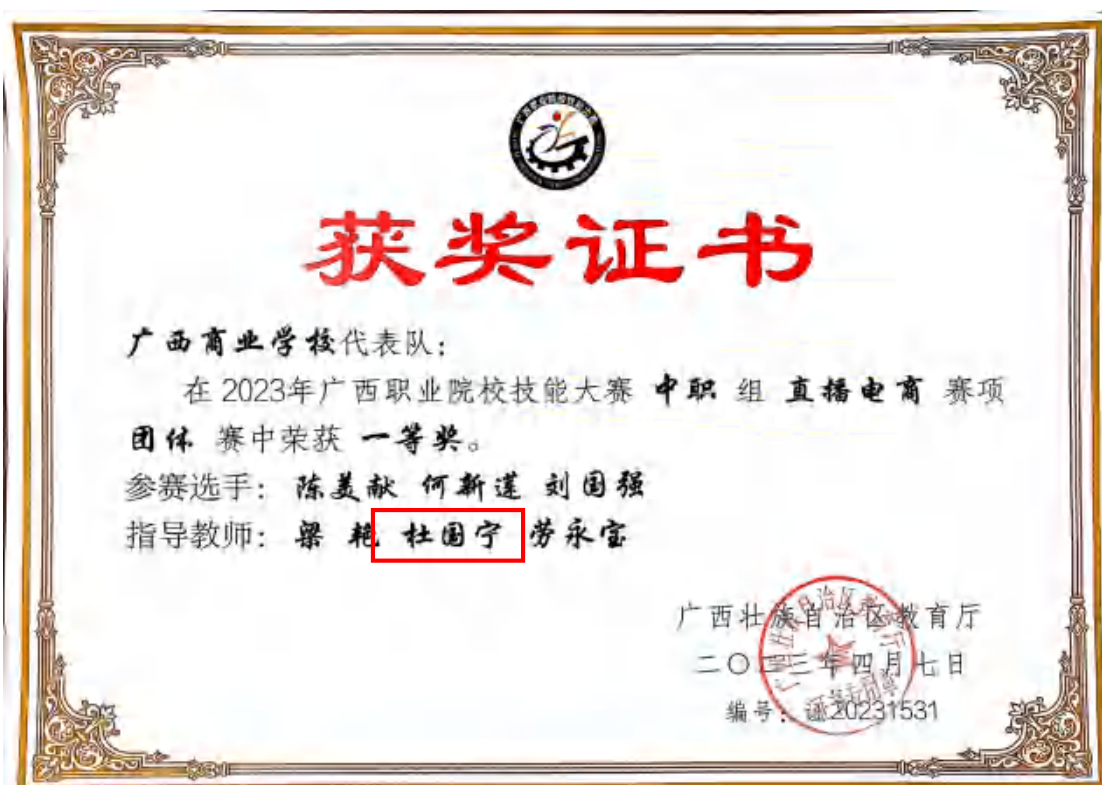 获奖证书
广西商业学校代表队：
在2023年广西职业院校技能大赛 中职 组 直播电商 赛项
团体 赛中荣获 一等奖。
参赛选手： 陈美献 何新莲 刘国强
指导教师： 梁 艳 杜国宁 劳永宝
广西壮族自治区教育厅
二〇二三年四月七日
编号：20231531